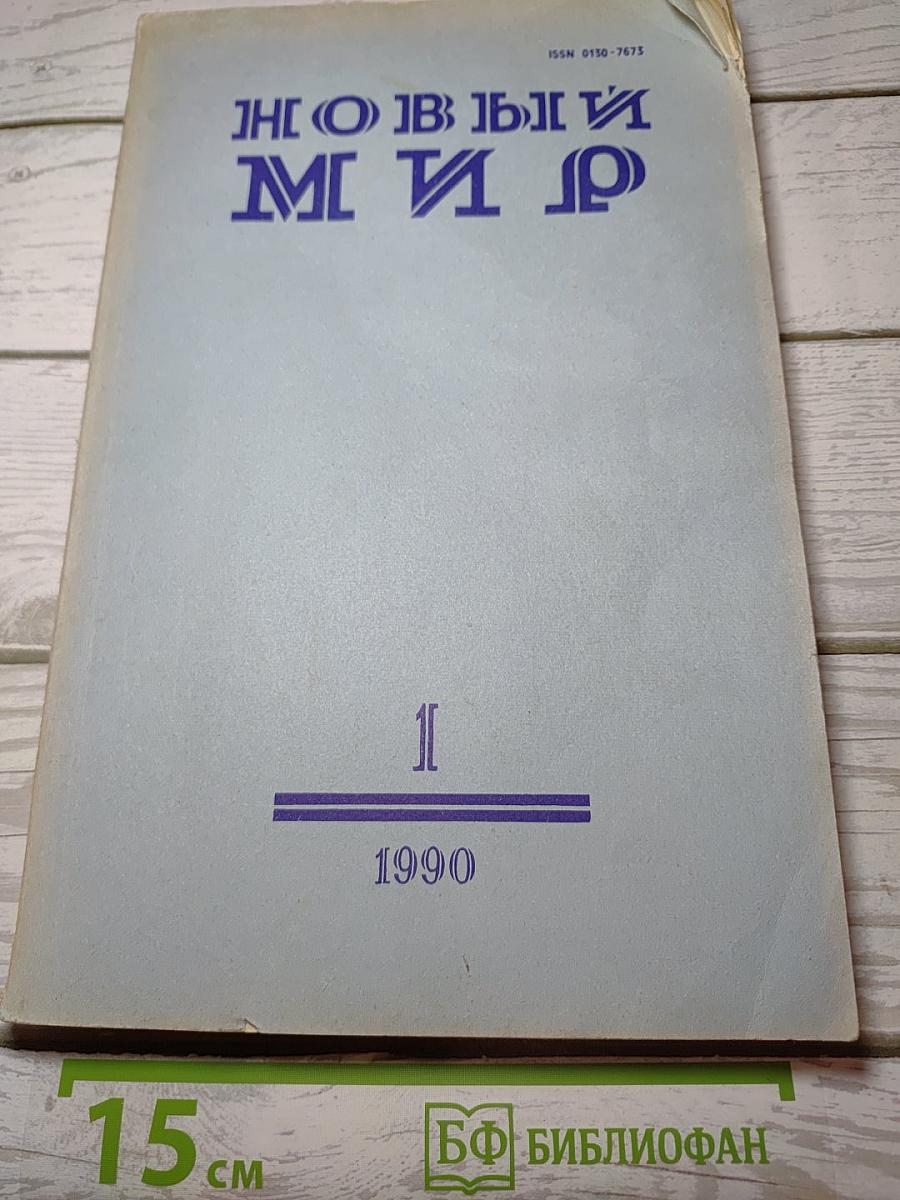 ISSN 0130-7673
НОВЫЙ
МИР
1
1990
15 см
БФ БИБЛИОФАН